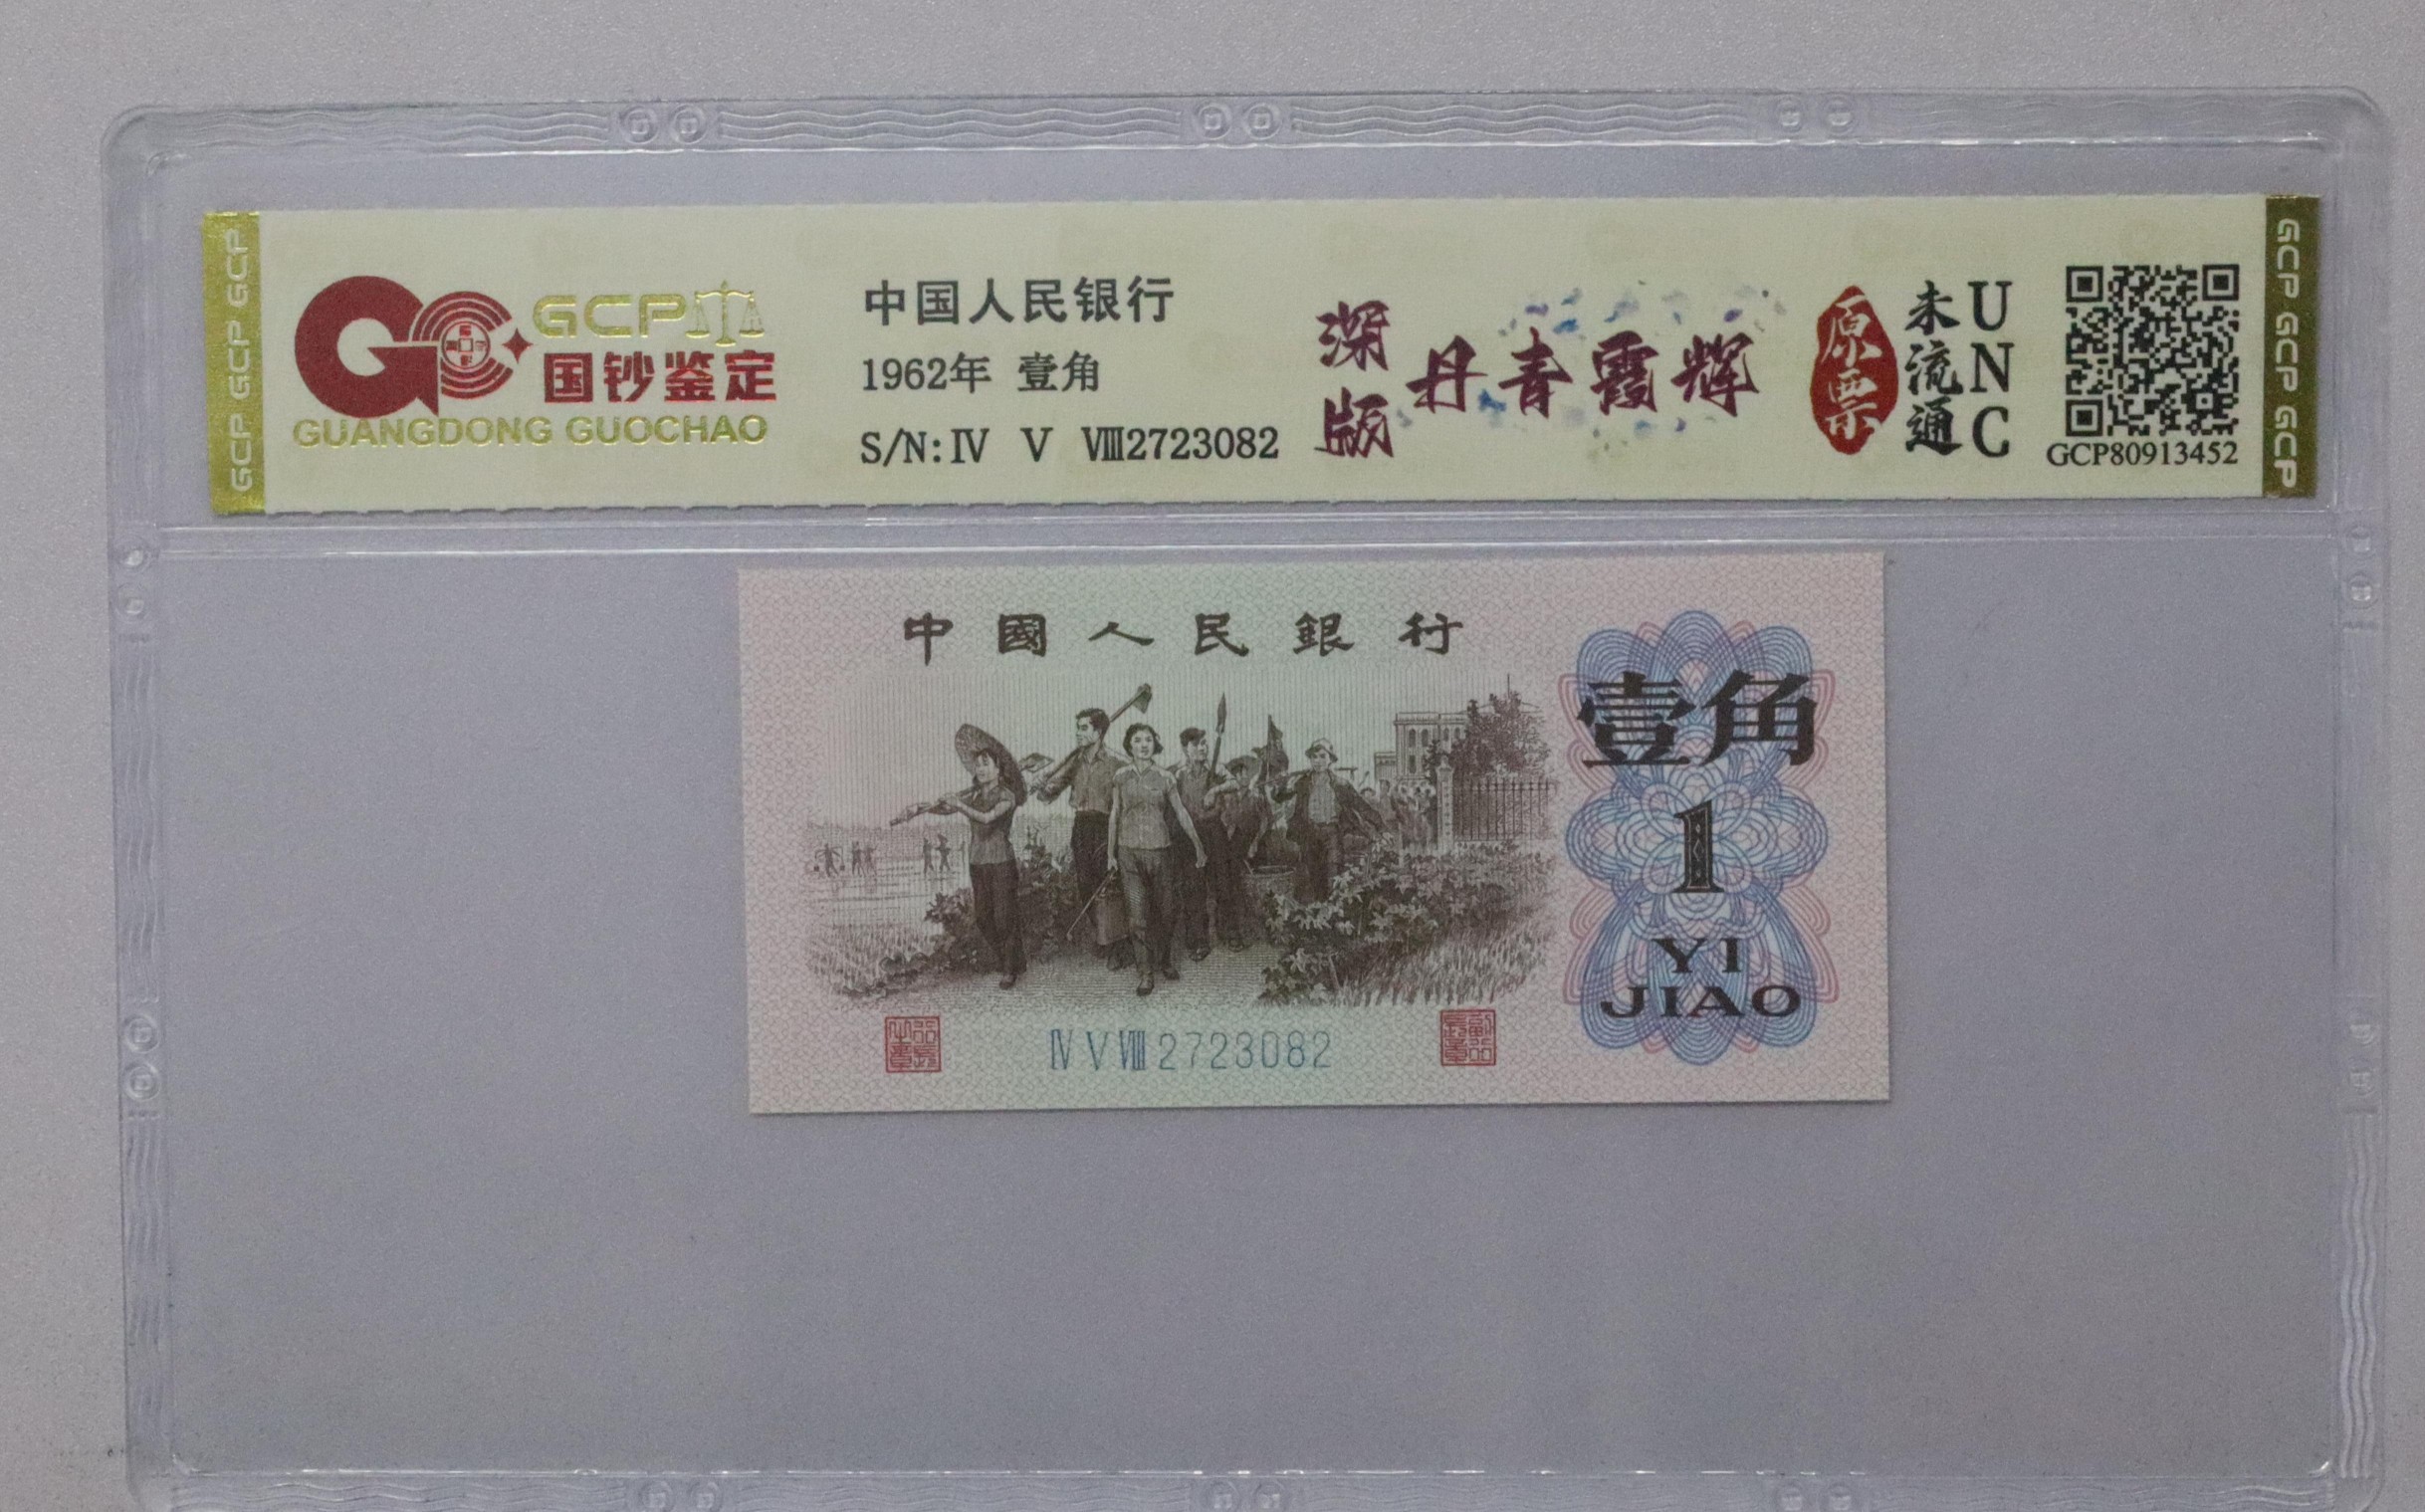 GCP GCP GCP
GCP
国钞鉴定
GUANGDONG GUOCHAO
中国人民银行
1962年 壹角
S/N: Ⅳ Ⅴ Ⅷ2723082
深版
丹青霞辉
原票
未流通
UNC
GCP80913452
GCP GCP GCP
中國人民銀行
壹角
1
YI
JIAO
ⅣⅤⅧ2723082